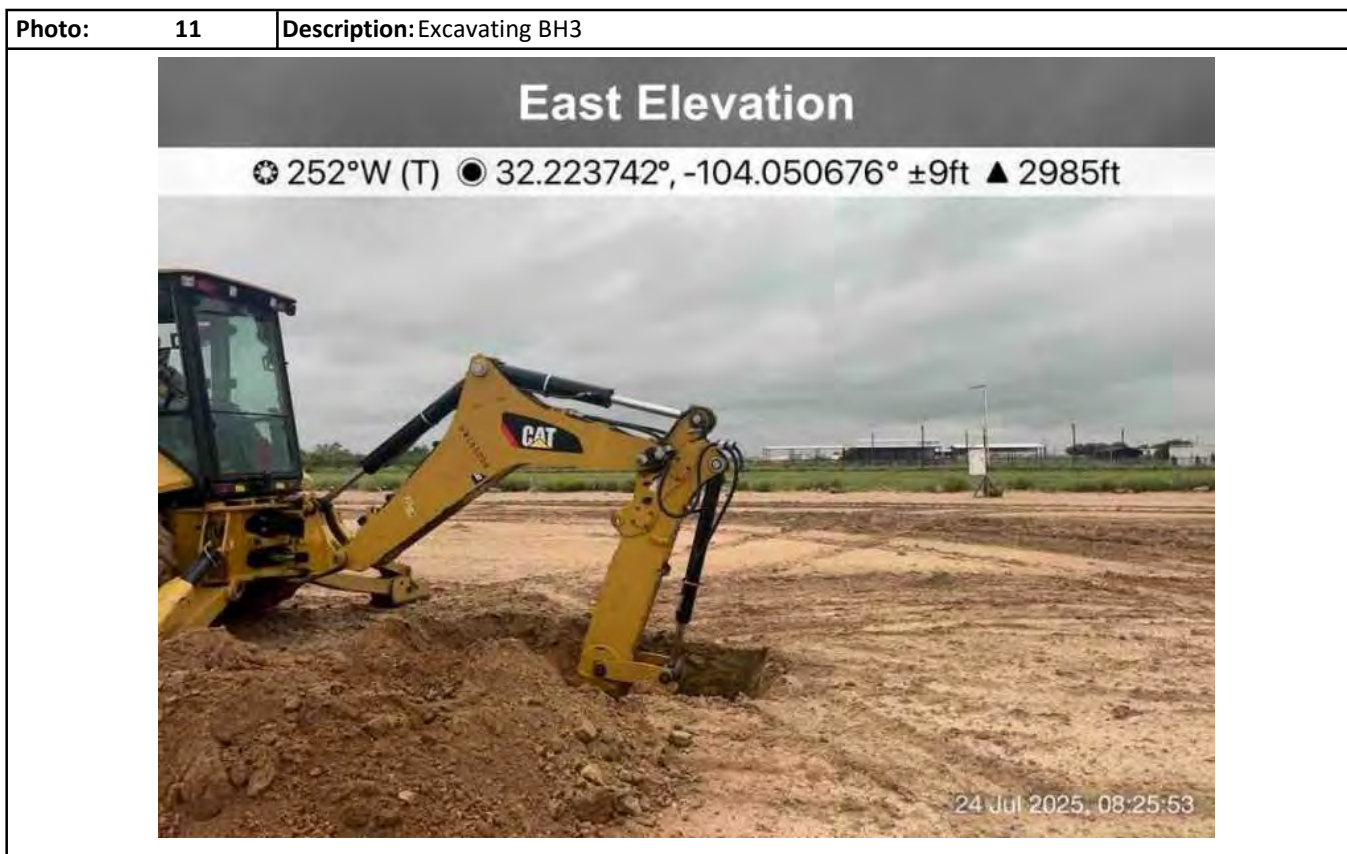 Photo: 11 Description: Excavating BH3
East Elevation
252°W (T) 32.223742°, -104.050676° ±9ft ▲ 2985ft
CAT
24 Jul 2025, 08:25:53